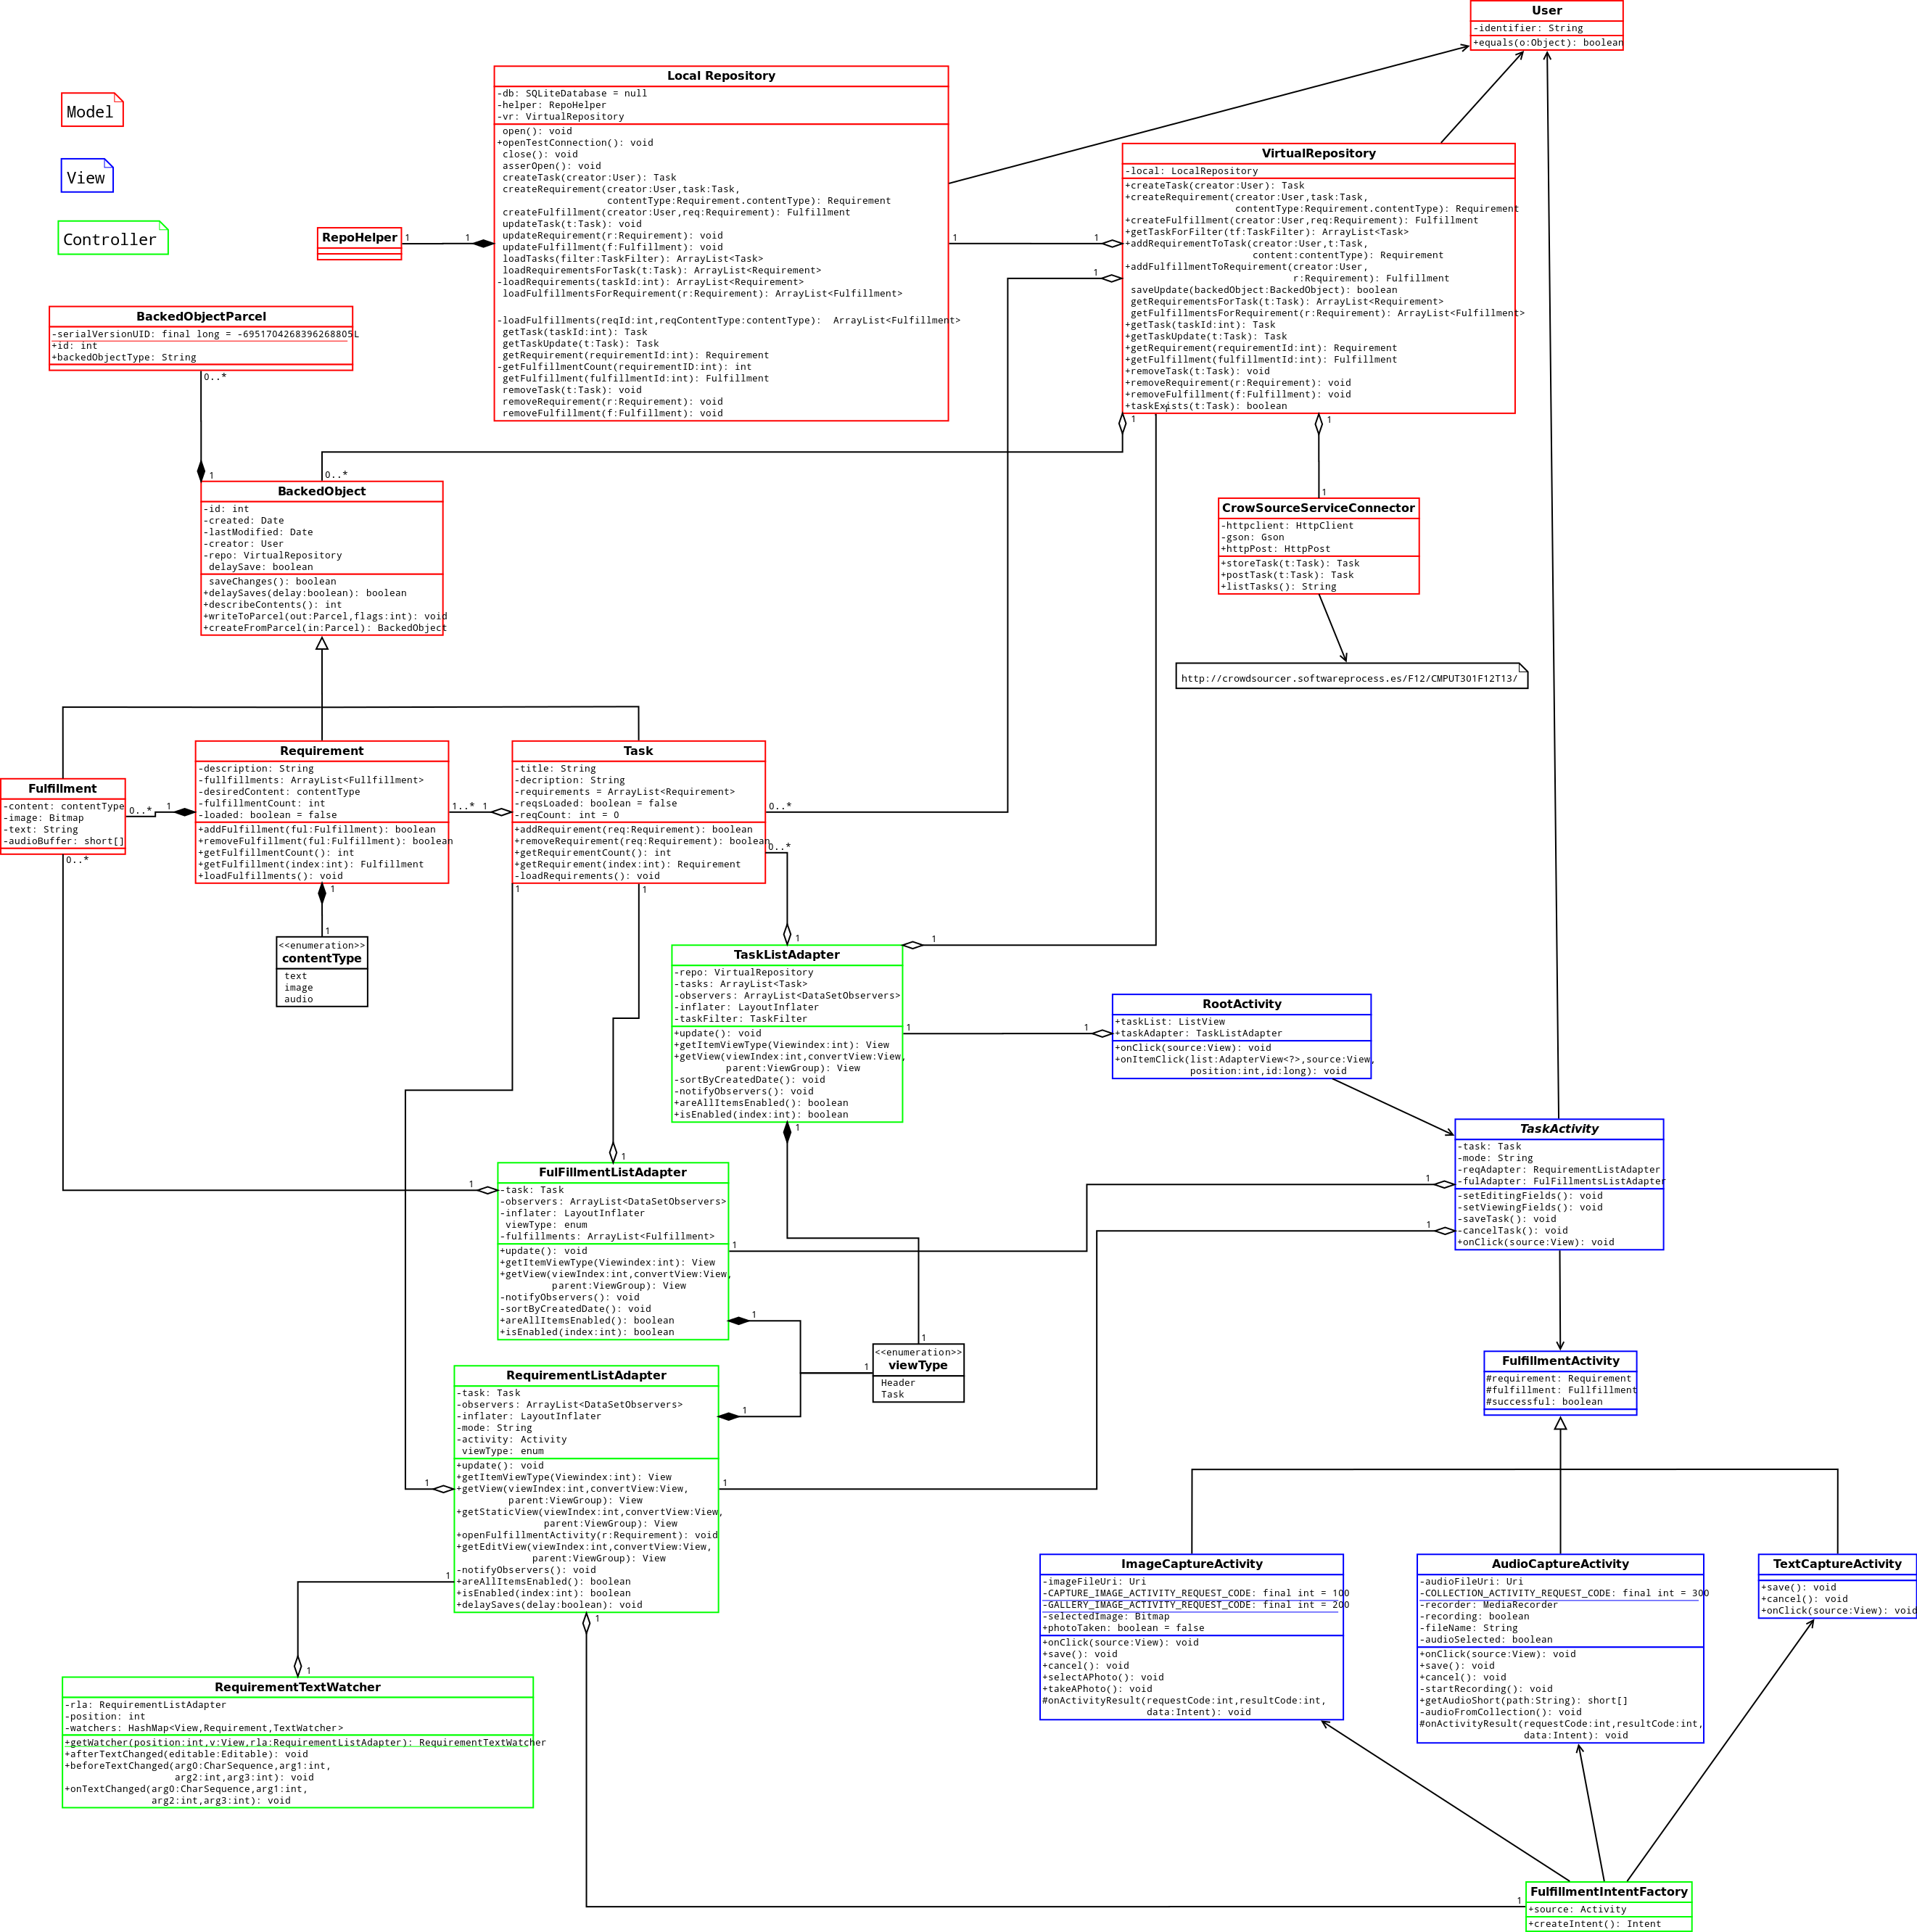 User
-identifier: String
+equals(o:Object): boolean
Model
View
Controller
Local Repository
-db: SQLiteDatabase = null
-helper: RepoHelper
-vr: VirtualRepository
open(): void
+openTestConnection(): void
close(): void
asserOpen(): void
createTask(creator:User): Task
createRequirement(creator:User,task:Task,
contentType:Requirement.contentType): Requirement
createFulfillment(creator:User,req:Requirement): Fulfillment
updateTask(t:Task): void
updateRequirement(r:Requirement): void
updateFulfillment(f:Fulfillment): void
loadTasks(filter:TaskFilter): ArrayList<Task>
loadRequirementsForTask(t:Task): ArrayList<Requirement>
-loadRequirements(taskId:int): ArrayList<Requirement>
loadFulfillmentsForRequirement(r:Requirement): ArrayList<Fulfillment>
-loadFulfillments(reqId:int,reqContentType:contentType):  ArrayList<Fulfillment>
getTask(taskId:int): Task
getTaskUpdate(t:Task): Task
getRequirement(requirementId:int): Requirement
-getFulfillmentCount(requirementID:int): int
getFulfillment(fulfillmentId:int): Fulfillment
removeTask(t:Task): void
removeRequirement(r:Requirement): void
removeFulfillment(f:Fulfillment): void
VirtualRepository
-local: LocalRepository
+createTask(creator:User): Task
+createRequirement(creator:User,task:Task,
contentType:Requirement.contentType): Requirement
+createFulfillment(creator:User,req:Requirement): Fulfillment
+getTaskForFilter(tf:TaskFilter): ArrayList<Task>
+addRequirementToTask(creator:User,t:Task,
content:contentType): Requirement
+addFulfillmentToRequirement(creator:User,
r:Requirement): Fulfillment
saveUpdate(backedObject:BackedObject): boolean
getRequirementsForTask(t:Task): ArrayList<Requirement>
getFulfillmentsForRequirement(r:Requirement): ArrayList<Fulfillment>
+getTask(taskId:int): Task
+getTaskUpdate(t:Task): Task
+getRequirement(requirementId:int): Requirement
+getFulfillment(fulfillmentId:int): Fulfillment
+removeTask(t:Task): void
+removeRequirement(r:Requirement): void
+removeFulfillment(f:Fulfillment): void
+taskExists(t:Task): boolean
RepoHelper
1
1
1
1
1
BackedObjectParcel
-serialVersionUID: final long = -6951704268396268805L
+id: int
+backedObjectType: String
0..*
1
0..*
1
1
1
BackedObject
-id: int
-created: Date
-lastModified: Date
-creator: User
-repo: VirtualRepository
delaySave: boolean
saveChanges(): boolean
+delaySaves(delay:boolean): boolean
+describeContents(): int
+writeToParcel(out:Parcel,flags:int): void
+createFromParcel(in:Parcel): BackedObject
CrowSourceServiceConnector
-httpclient: HttpClient
-gson: Gson
+httpPost: HttpPost
+storeTask(t:Task): Task
+postTask(t:Task): Task
+listTasks(): String
http://crowdsourcer.softwareprocess.es/F12/CMPUT301F12T13/
Fulfillment
-content: contentType
-image: Bitmap
-text: String
-audioBuffer: short[]
0..*
1
0..*
Requirement
-description: String
-fullfillments: ArrayList<Fullfillment>
-desiredContent: contentType
-fulfillmentCount: int
-loaded: boolean = false
+addFulfillment(ful:Fulfillment): boolean
+removeFulfillment(ful:Fulfillment): boolean
+getFulfillmentCount(): int
+getFulfillment(index:int): Fulfillment
+loadFulfillments(): void
1..*
1
Task
-title: String
-decription: String
-requirements = ArrayList<Requirement>
-reqsLoaded: boolean = false
-reqCount: int = 0
+addRequirement(req:Requirement): boolean
+removeRequirement(req:Requirement): boolean
+getRequirementCount(): int
+getRequirement(index:int): Requirement
-loadRequirements(): void
0..*
0..*
1
1
1
1
<<enumeration>>
contentType
text
image
audio
1
1
TaskListAdapter
-repo: VirtualRepository
-tasks: ArrayList<Task>
-observers: ArrayList<DataSetObservers>
-inflater: LayoutInflater
-taskFilter: TaskFilter
+update(): void
+getItemViewType(Viewindex:int): View
+getView(viewIndex:int,convertView:View,
parent:ViewGroup): View
-sortByCreatedDate(): void
-notifyObservers(): void
+areAllItemsEnabled(): boolean
+isEnabled(index:int): boolean
1
1
1
RootActivity
+taskList: ListView
+taskAdapter: TaskListAdapter
+onClick(source:View): void
+onItemClick(list:AdapterView<?>,source:View,
position:int,id:long): void
TaskActivity
-task: Task
-mode: String
-reqAdapter: RequirementListAdapter
-fulAdapter: FulFillmentsListAdapter
-setEditingFields(): void
-setViewingFields(): void
-saveTask(): void
-cancelTask(): void
+onClick(source:View): void
1
1
1
1
FulFillmentListAdapter
-task: Task
-observers: ArrayList<DataSetObservers>
-inflater: LayoutInflater
viewType: enum
-fulfillments: ArrayList<Fulfillment>
+update(): void
+getItemViewType(Viewindex:int): View
+getView(viewIndex:int,convertView:View,
parent:ViewGroup): View
-notifyObservers(): void
-sortByCreatedDate(): void
+areAllItemsEnabled(): boolean
+isEnabled(index:int): boolean
1
1
1
1
<<enumeration>>
viewType
Header
Task
FulfillmentActivity
#requirement: Requirement
#fulfillment: Fullfillment
#successful: boolean
RequirementListAdapter
-task: Task
-observers: ArrayList<DataSetObservers>
-inflater: LayoutInflater
-mode: String
-activity: Activity
viewType: enum
+update(): void
+getItemViewType(Viewindex:int): View
+getView(viewIndex:int,convertView:View,
parent:ViewGroup): View
+getStaticView(viewIndex:int,convertView:View,
parent:ViewGroup): View
+openFulfillmentActivity(r:Requirement): void
+getEditView(viewIndex:int,convertView:View,
parent:ViewGroup): View
-notifyObservers(): void
+areAllItemsEnabled(): boolean
+isEnabled(index:int): boolean
+delaySaves(delay:boolean): void
1
1
1
1
1
1
ImageCaptureActivity
-imageFileUri: Uri
-CAPTURE_IMAGE_ACTIVITY_REQUEST_CODE: final int = 100
-GALLERY_IMAGE_ACTIVITY_REQUEST_CODE: final int = 200
-selectedImage: Bitmap
+photoTaken: boolean = false
+onClick(source:View): void
+save(): void
+cancel(): void
+selectAPhoto(): void
+takeAPhoto(): void
#onActivityResult(requestCode:int,resultCode:int,
data:Intent): void
AudioCaptureActivity
-audioFileUri: Uri
-COLLECTION_ACTIVITY_REQUEST_CODE: final int = 300
-recorder: MediaRecorder
-recording: boolean
-fileName: String
-audioSelected: boolean
+onClick(source:View): void
+save(): void
+cancel(): void
-startRecording(): void
+getAudioShort(path:String): short[]
-audioFromCollection(): void
#onActivityResult(requestCode:int,resultCode:int,
data:Intent): void
TextCaptureActivity
+save(): void
+cancel(): void
+onClick(source:View): void
RequirementTextWatcher
-rla: RequirementListAdapter
-position: int
-watchers: HashMap<View,Requirement,TextWatcher>
+getWatcher(position:int,v:View,rla:RequirementListAdapter): RequirementTextWatcher
+afterTextChanged(editable:Editable): void
+beforeTextChanged(arg0:CharSequence,arg1:int,
arg2:int,arg3:int): void
+onTextChanged(arg0:CharSequence,arg1:int,
arg2:int,arg3:int): void
1
FulfillmentIntentFactory
+source: Activity
+createIntent(): Intent